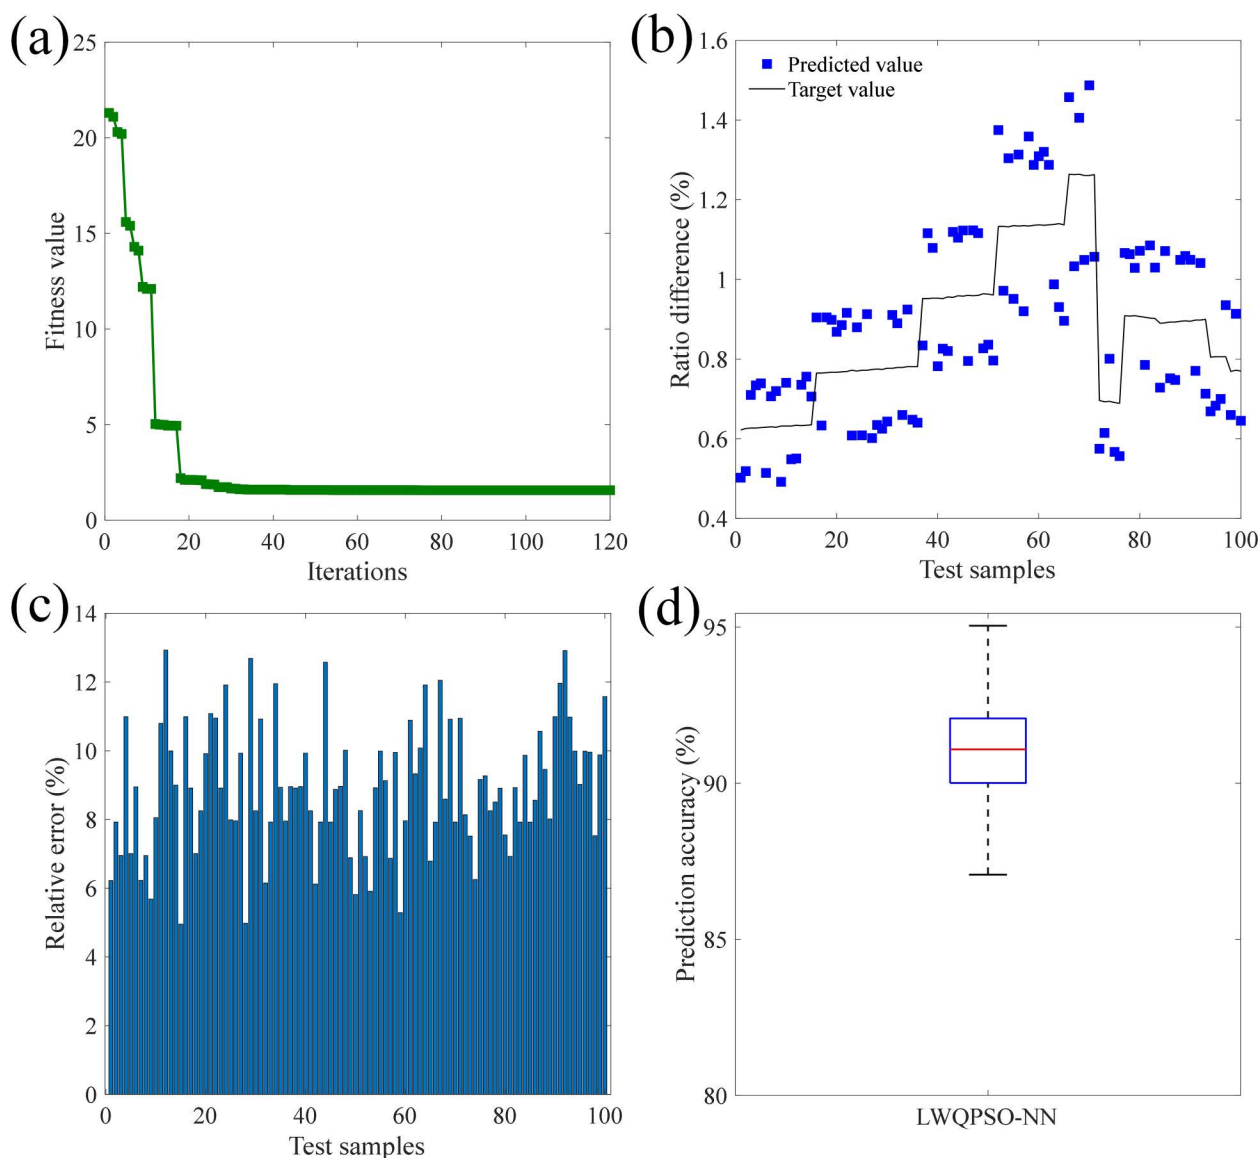 (a)
25
20
15
10
5
0
Fitness value
0 20 40 60 80 100 120
Iterations
(b)
1.6
1.4
1.2
1
0.8
0.6
0.4
Ratio difference (%)
Predicted value
Target value
0 20 40 60 80 100
Test samples
(c)
14
12
10
8
6
4
2
0
Relative error (%)
0 20 40 60 80 100
Test samples
(d)
95
90
85
80
Prediction accuracy (%)
LWQPSO-NN